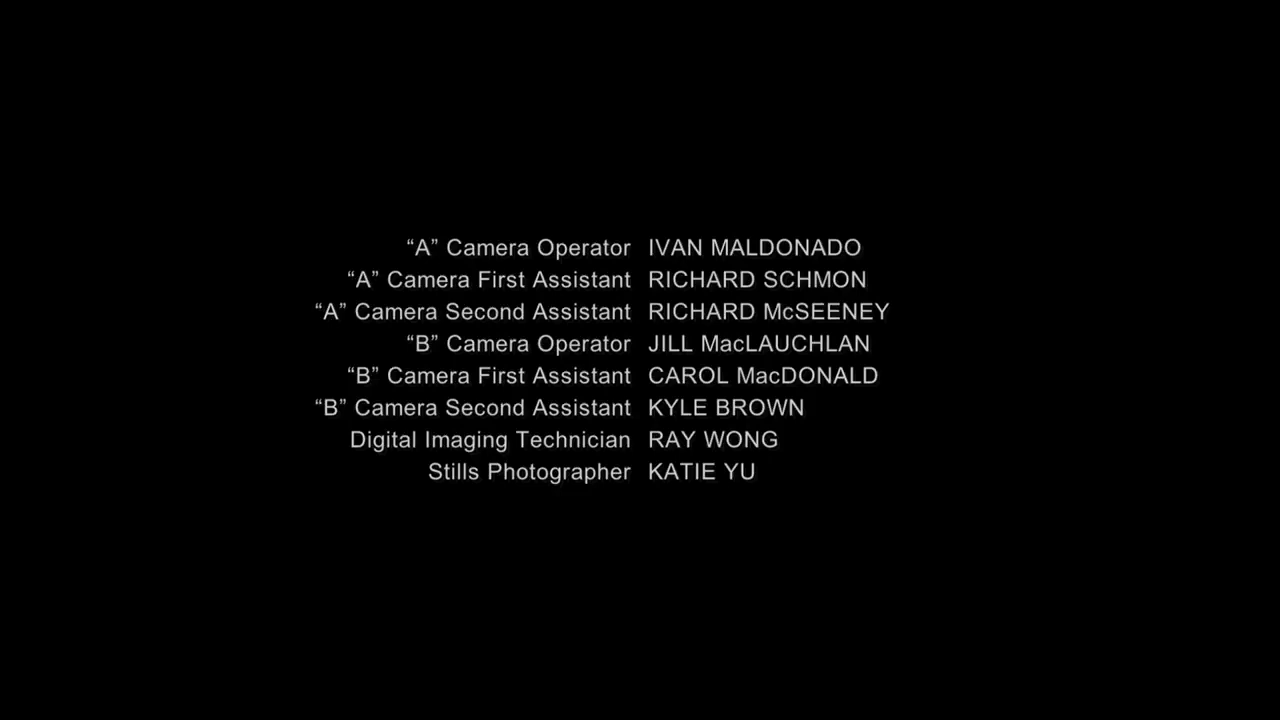 “A” Camera Operator IVAN MALDONADO
“A” Camera First Assistant RICHARD SCHMON
“A” Camera Second Assistant RICHARD McSEENEY
“B” Camera Operator JILL MacLAUCHLAN
“B” Camera First Assistant CAROL MacDONALD
“B” Camera Second Assistant KYLE BROWN
Digital Imaging Technician RAY WONG
Stills Photographer KATIE YU